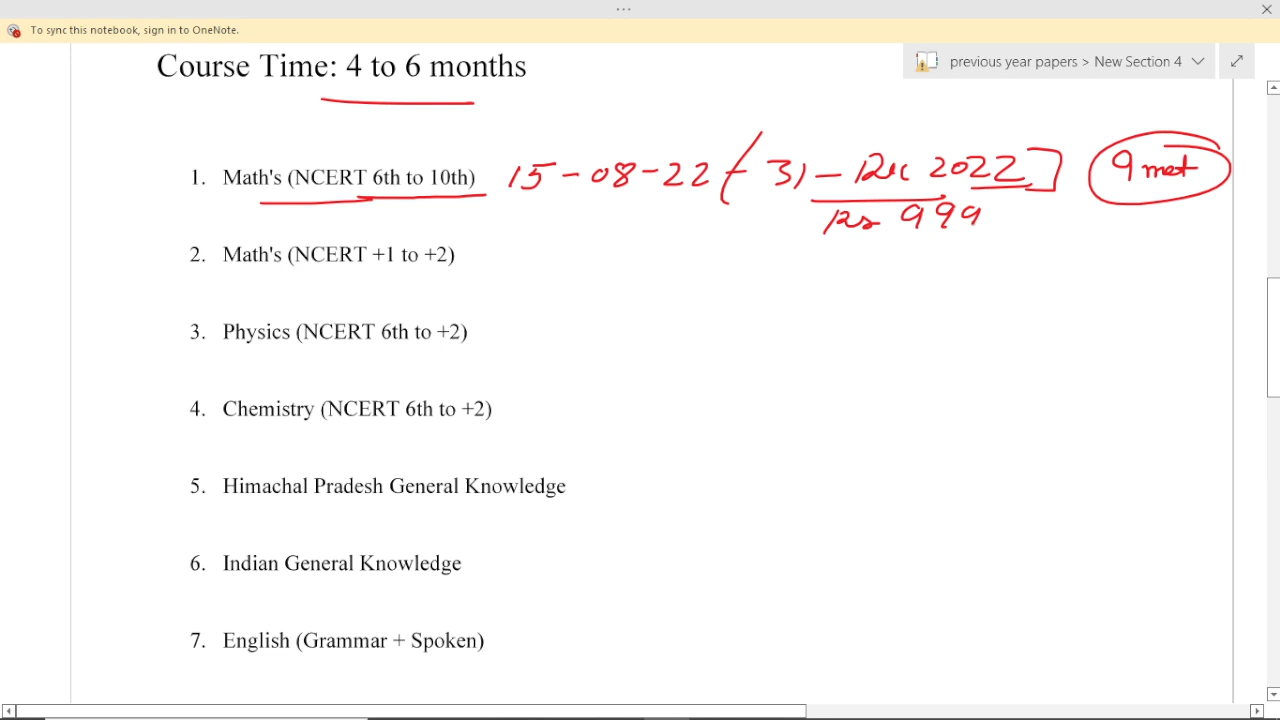 ...
To sync this notebook, sign in to OneNote.
Course Time: 4 to 6 months
previous year papers > New Section 4
1. Math's (NCERT 6th to 10th) 15-08-22 - 31 - Dec 2022] 9
Rs 999
2. Math's (NCERT +1 to +2)
3. Physics (NCERT 6th to +2)
4. Chemistry (NCERT 6th to +2)
5. Himachal Pradesh General Knowledge
6. Indian General Knowledge
7. English (Grammar + Spoken)